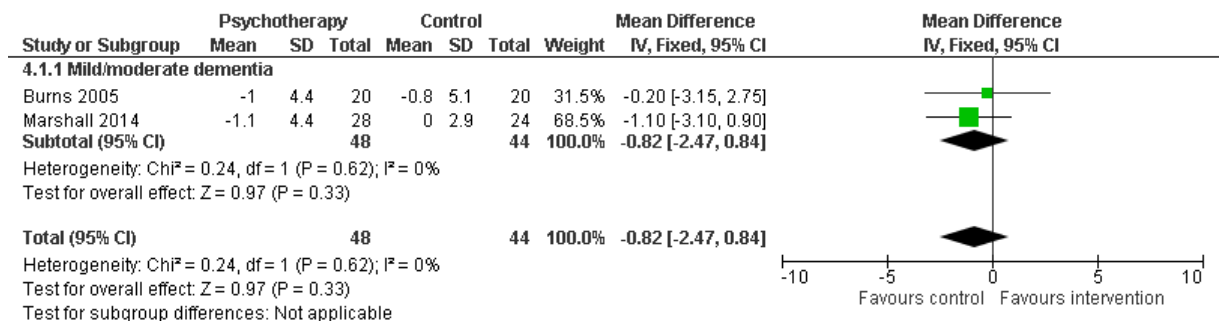 Psychotherapy Control Mean Difference Mean Difference
Study or Subgroup Mean SD Total Mean SD Total Weight IV, Fixed, 95% CI IV, Fixed, 95% CI
4.1.1 Mild/moderate dementia
Burns 2005 -1 4.4 20 -0.8 5.1 20 31.5% -0.20 [-3.15, 2.75]
Marshall 2014 -1.1 4.4 28 0 2.9 24 68.5% -1.10 [-3.10, 0.90]
Subtotal (95% CI) 48 44 100.0% -0.82 [-2.47, 0.84]
Heterogeneity: Chi² = 0.24, df = 1 (P = 0.62); I² = 0%
Test for overall effect: Z = 0.97 (P = 0.33)
Total (95% CI) 48 44 100.0% -0.82 [-2.47, 0.84]
Heterogeneity: Chi² = 0.24, df = 1 (P = 0.62); I² = 0%
Test for overall effect: Z = 0.97 (P = 0.33)
Test for subgroup differences: Not applicable
-10 -5 0 5 10
Favours control Favours intervention